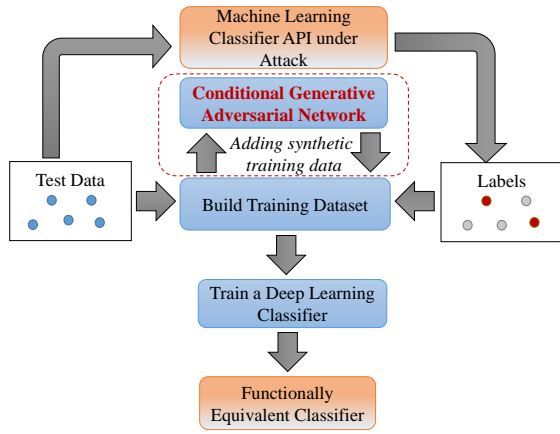 Machine Learning
Classifier API under
Attack
Conditional Generative
Adversarial Network
Adding synthetic
training data
Test Data
Labels
Build Training Dataset
Train a Deep Learning
Classifier
Functionally
Equivalent Classifier